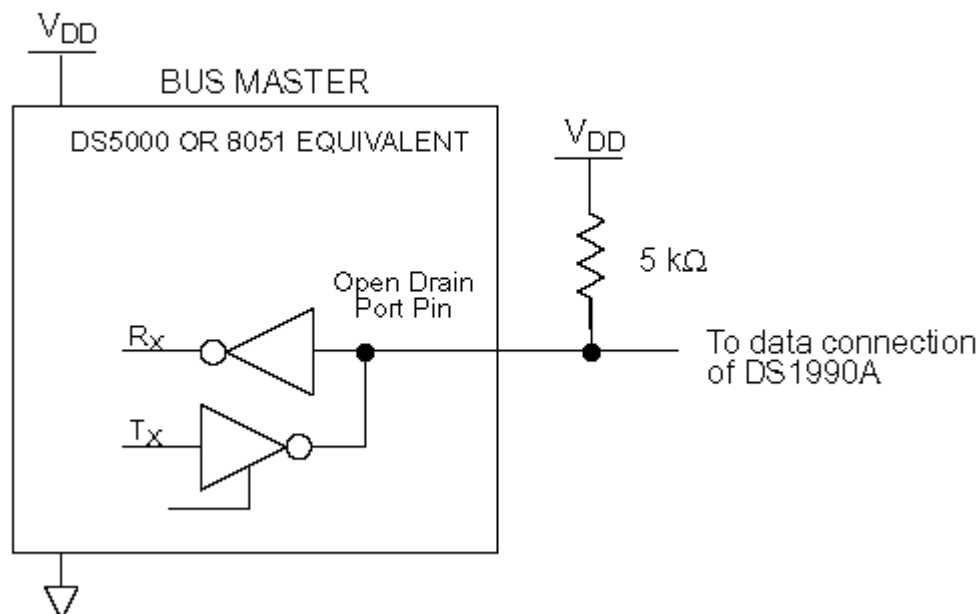 VDD
BUS MASTER
DS5000 OR 8051 EQUIVALENT
VDD
5 kΩ
Open Drain
Port Pin
RX
To data connection
of DS1990A
TX